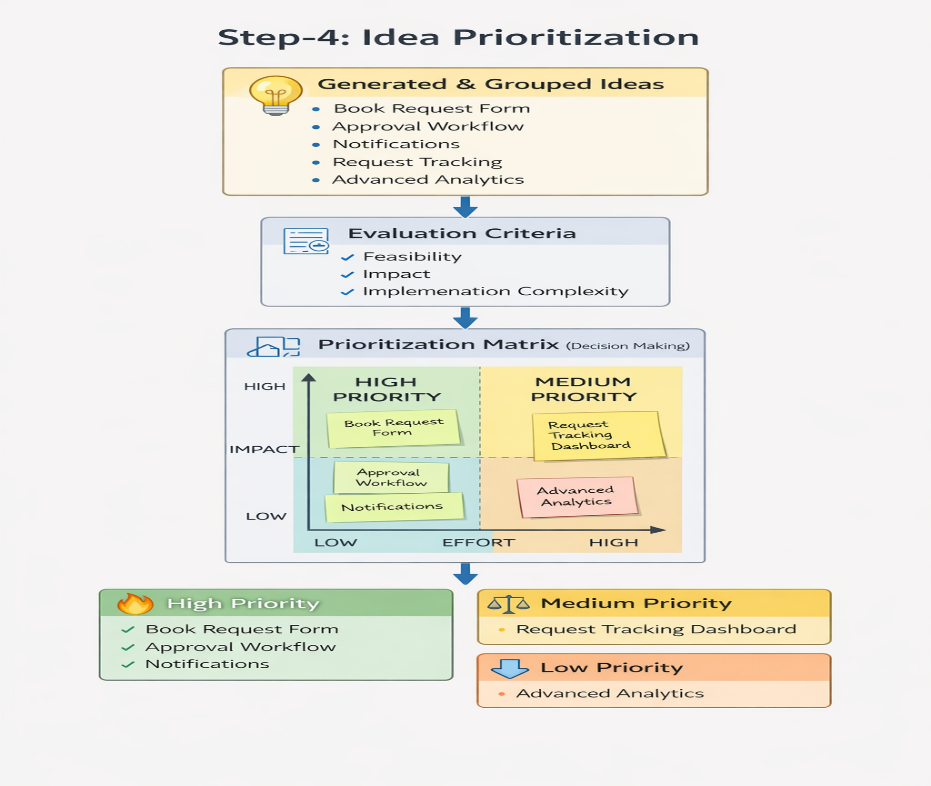 Step-4: Idea Prioritization
Generated & Grouped Ideas
Book Request Form
Approval Workflow
Notifications
Request Tracking
Advanced Analytics
Evaluation Criteria
Feasibility
Impact
Implemenation Complexity
Prioritization Matrix (Decision Making)
HIGH
HIGH
PRIORITY
MEDIUM
PRIORITY
Book Request
Form
Request
Tracking
Dashboard
IMPACT
Approval
Workflow
Notifications
Advanced
Analytics
LOW
LOW
EFFORT
HIGH
High Priority
Book Request Form
Approval Workflow
Notifications
Medium Priority
Request Tracking Dashboard
Low Priority
Advanced Analytics